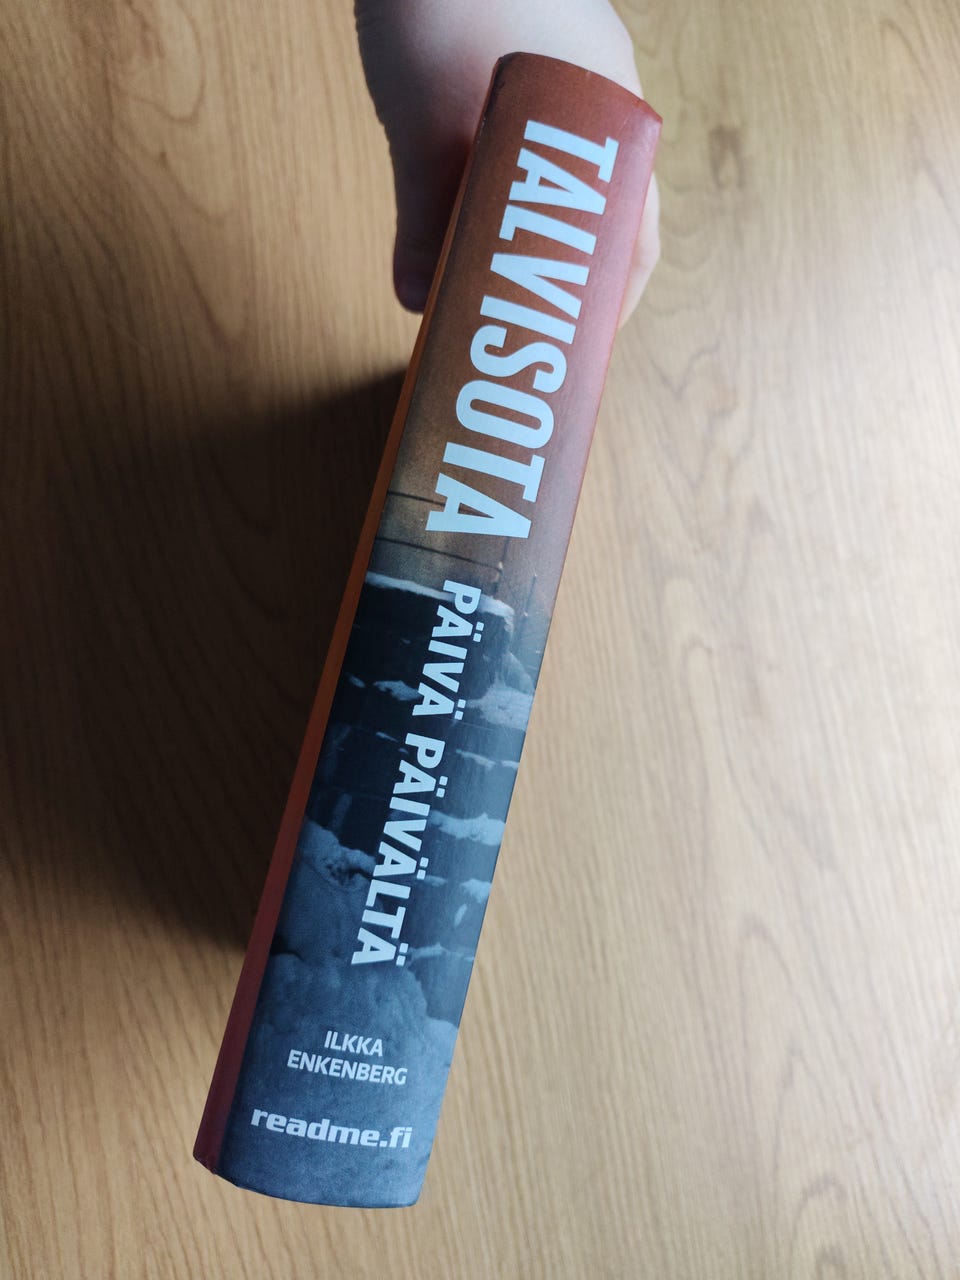 TALVISOTA
PÄIVÄ PÄIVÄLTÄ
ILKKA
ENKENBERG
readme.fi